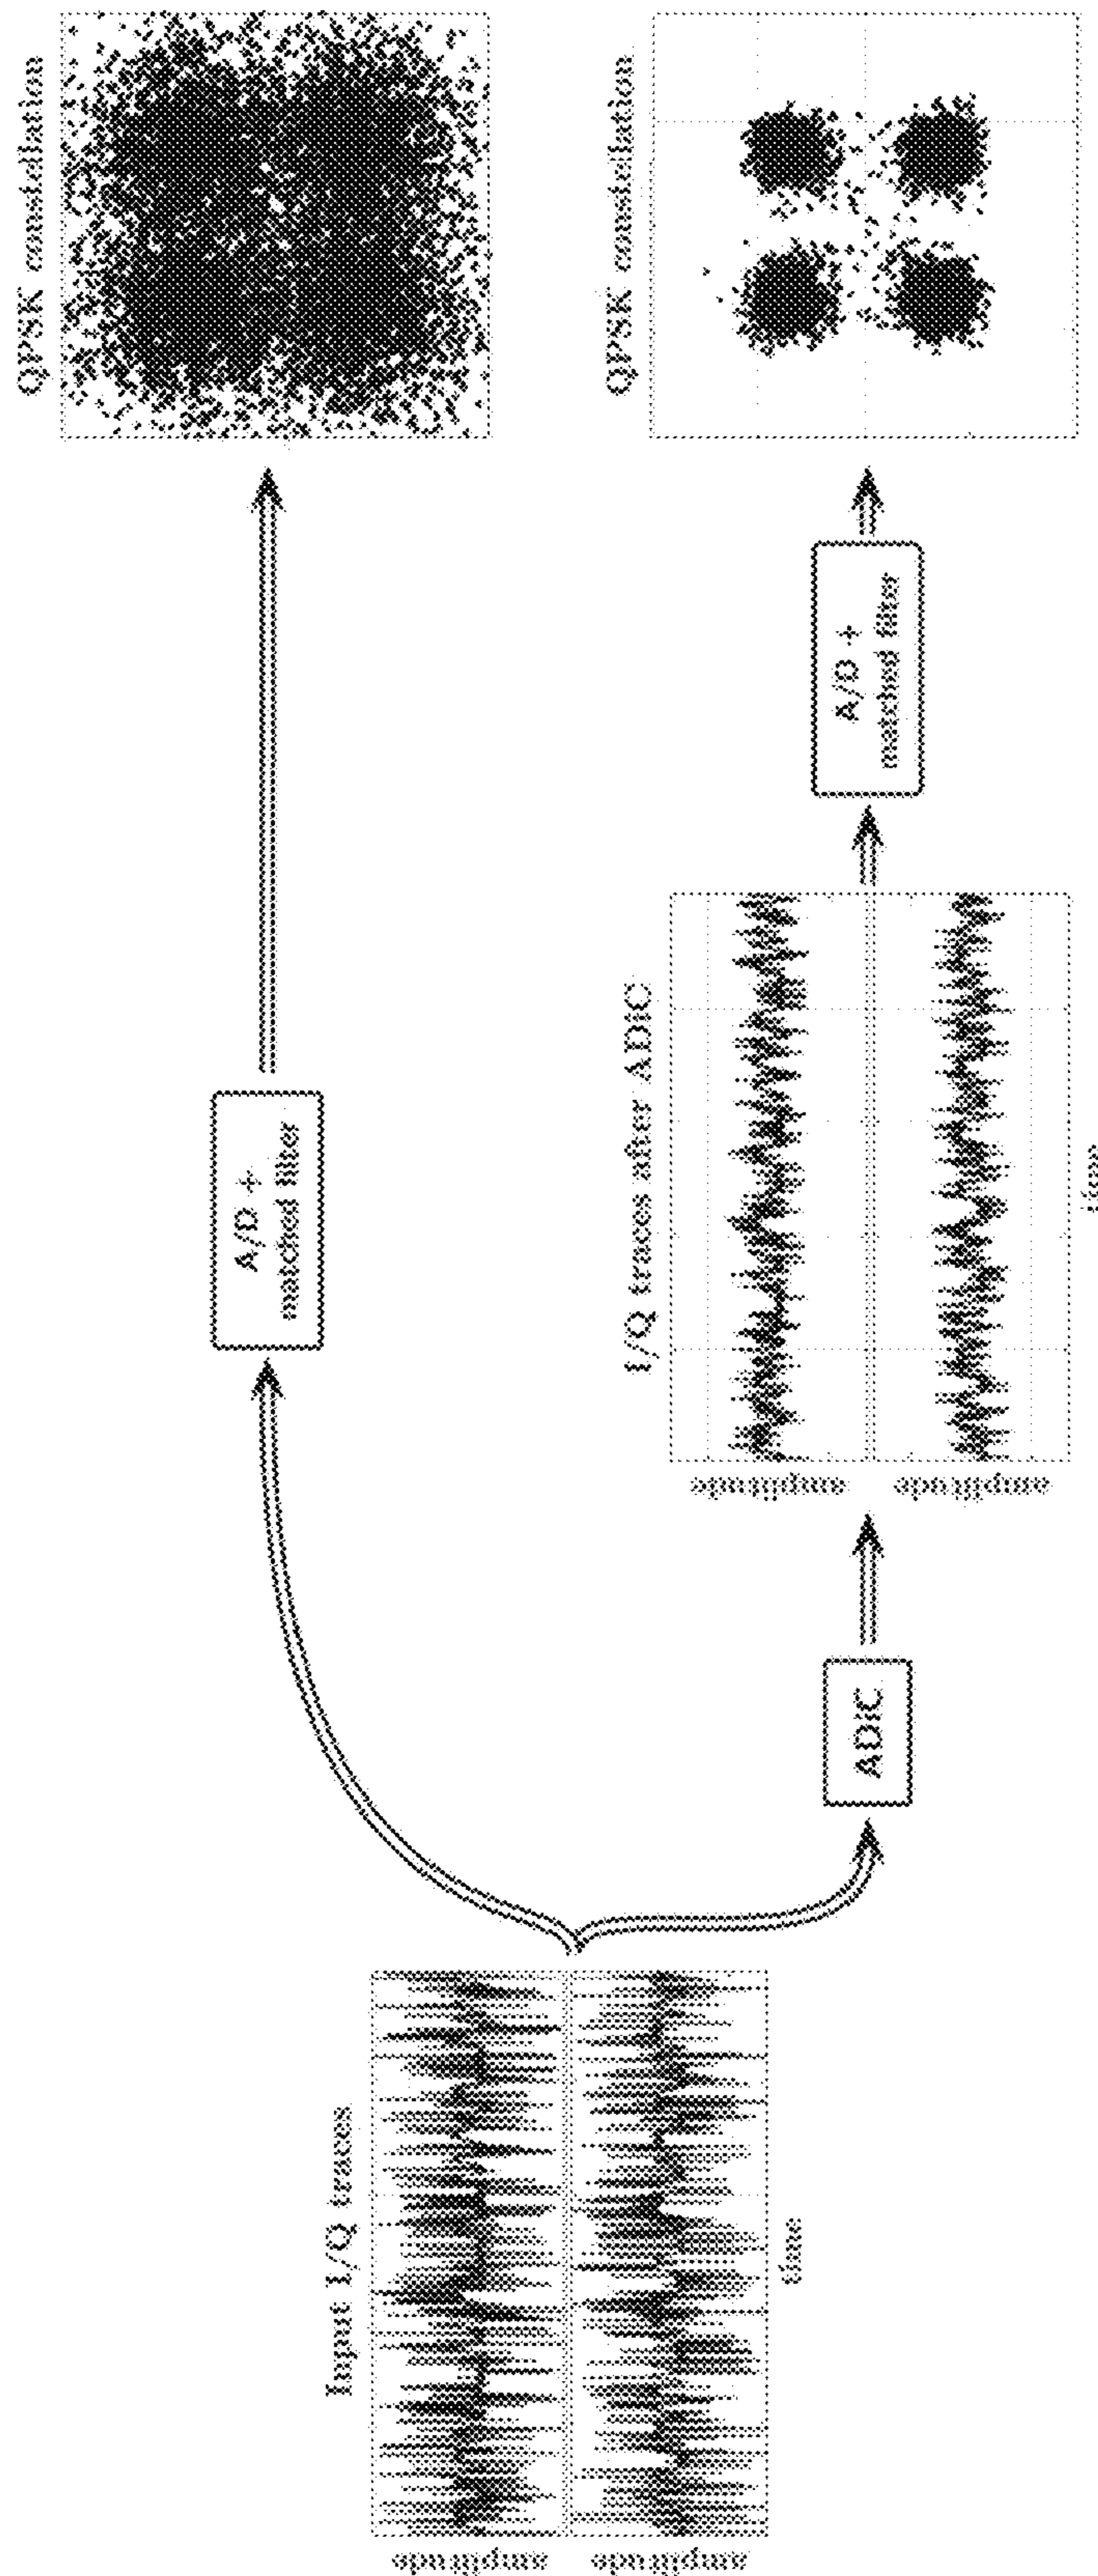 Input I/Q traces
amplitude
amplitude
time
A/D +
matched filter
QPSK constellation
ADiC
I/Q traces after ADiC
amplitude
amplitude
time
A/D +
matched filter
QPSK constellation